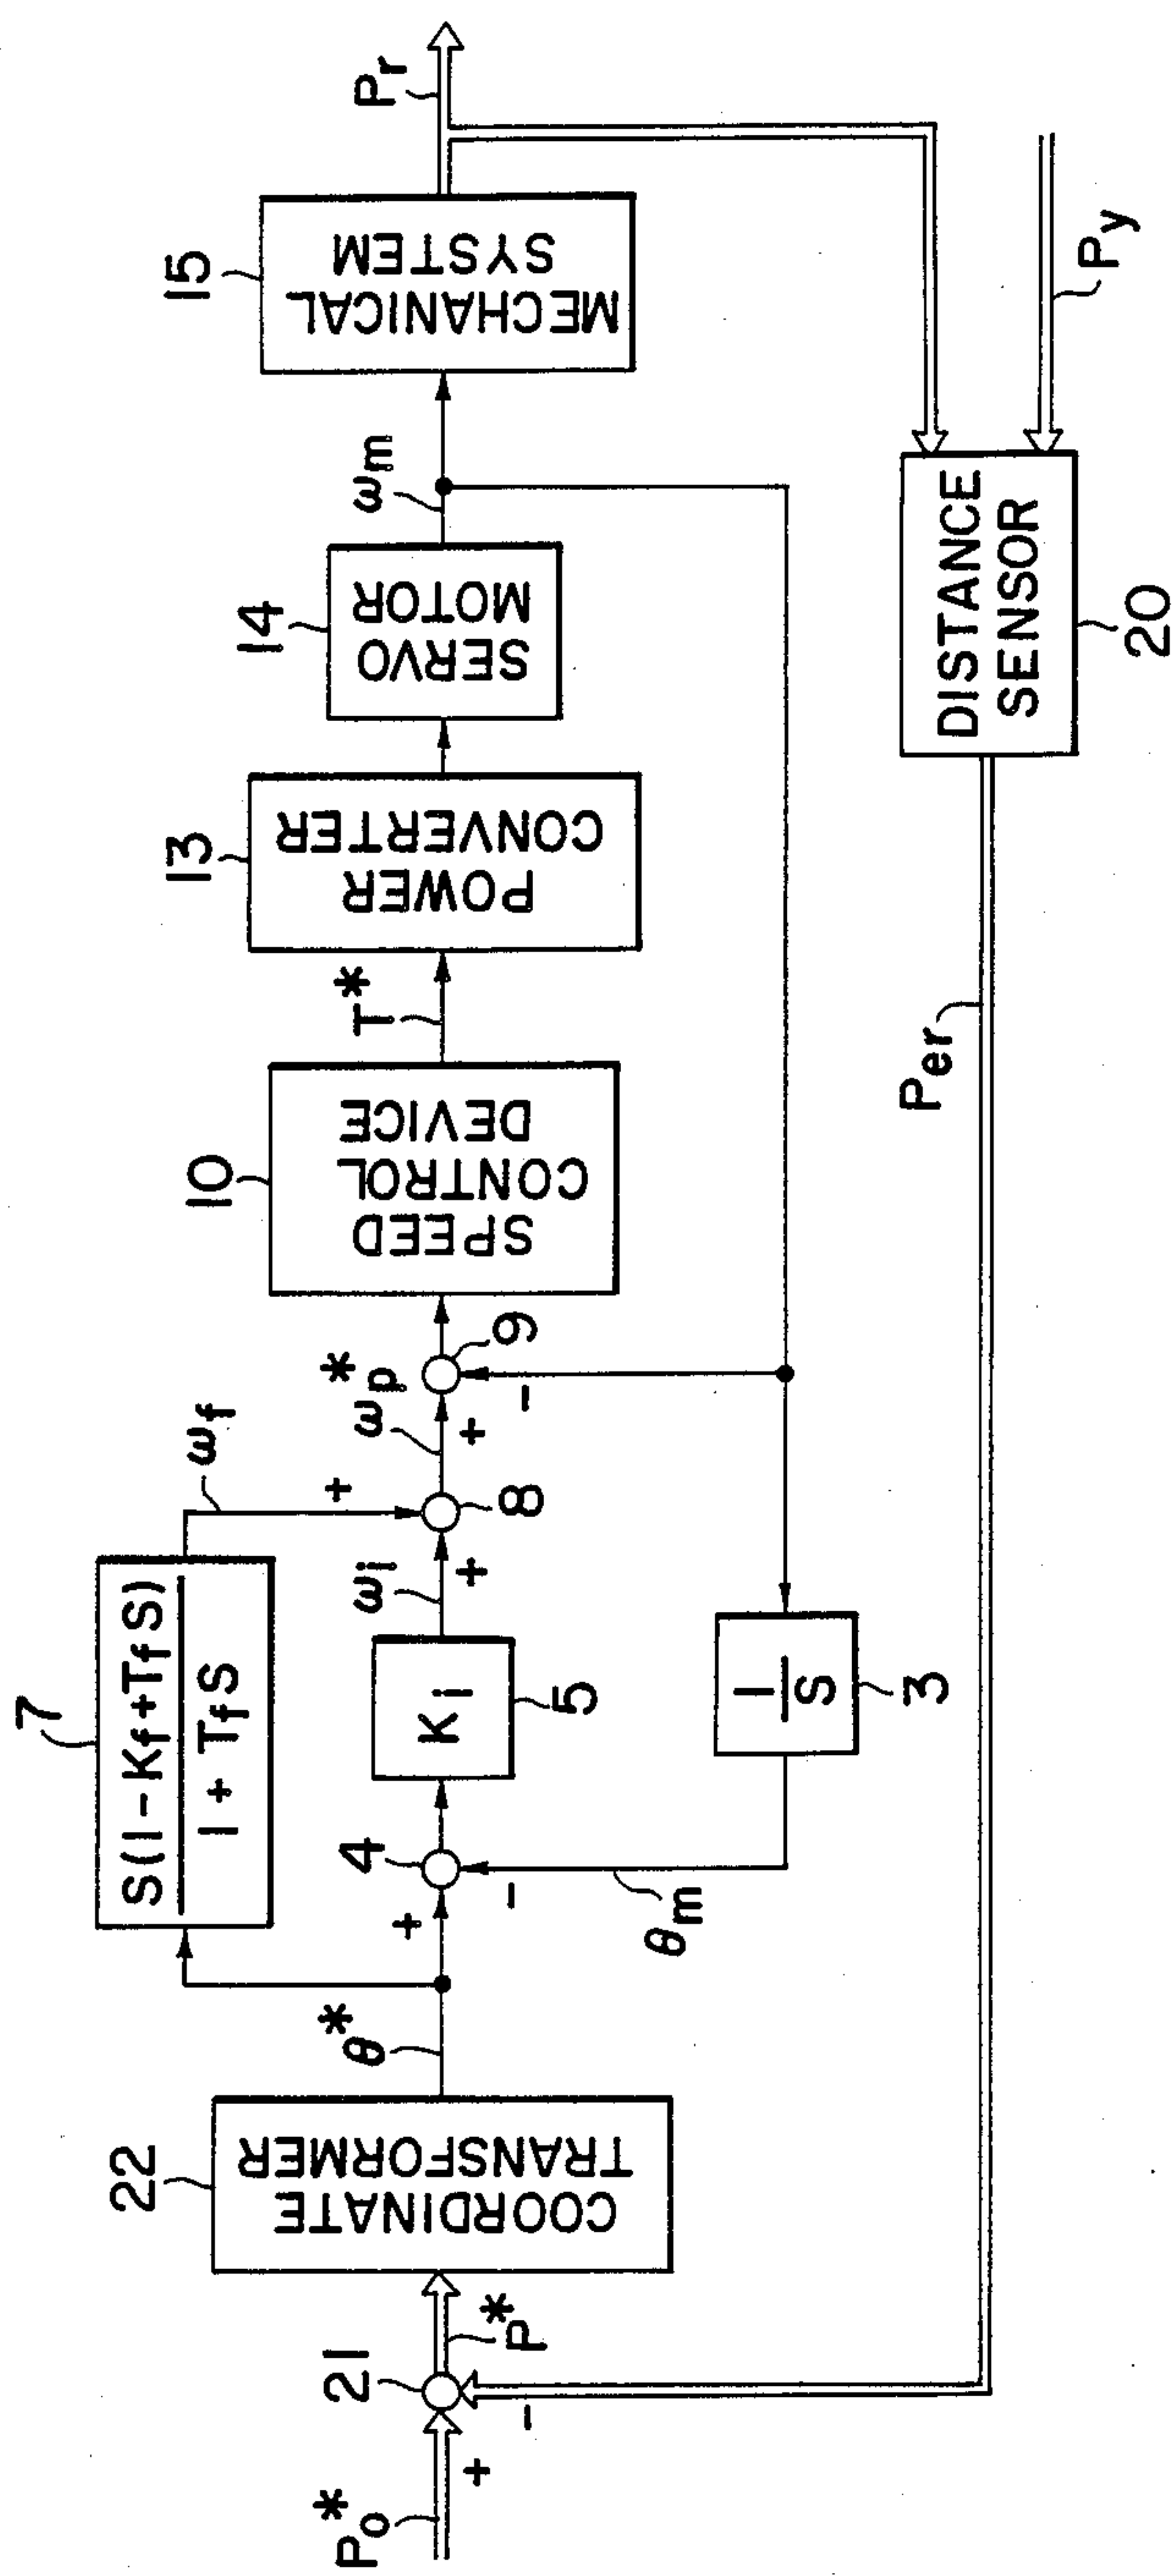 7
S(1-Kf+TfS)
1+TfS
ωf
22
COORDINATE
TRANSFORMER
21
Po*
+
-
P*
θ*
+
4
-
θm
Ki
5
ωi
+
+
8
ωp*
+
9
-
1
S
3
10
SPEED
CONTROL
DEVICE
T*
13
POWER
CONVERTER
14
SERVO
MOTOR
ωm
15
MECHANICAL
SYSTEM
Pr
Per
DISTANCE
SENSOR
20
Py